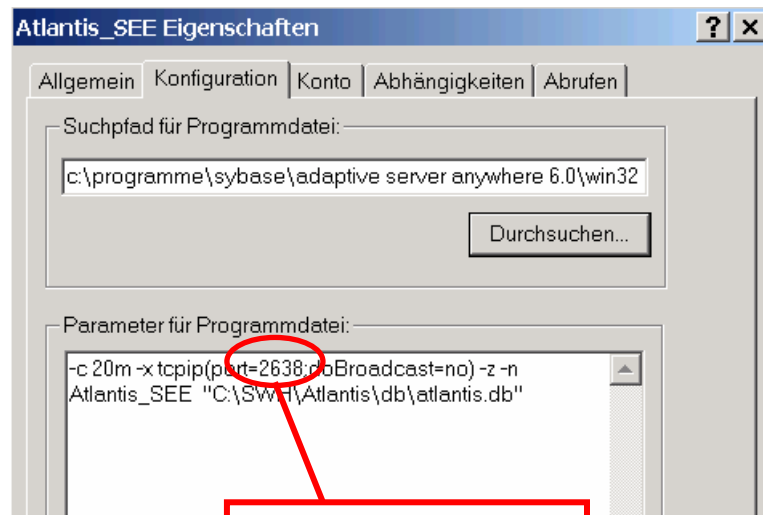 Atlantis_SEE Eigenschaften
Allgemein Konfiguration Konto Abhängigkeiten Abrufen
Suchpfad für Programmdatei:
c:\programme\sybase\adaptive server anywhere 6.0\win32
Durchsuchen...
Parameter für Programmdatei:
-c 20m -x tcpip(port=2638;doBroadcast=no) -z -n
Atlantis_SEE "C:\SWH\Atlantis\db\atlantis.db"